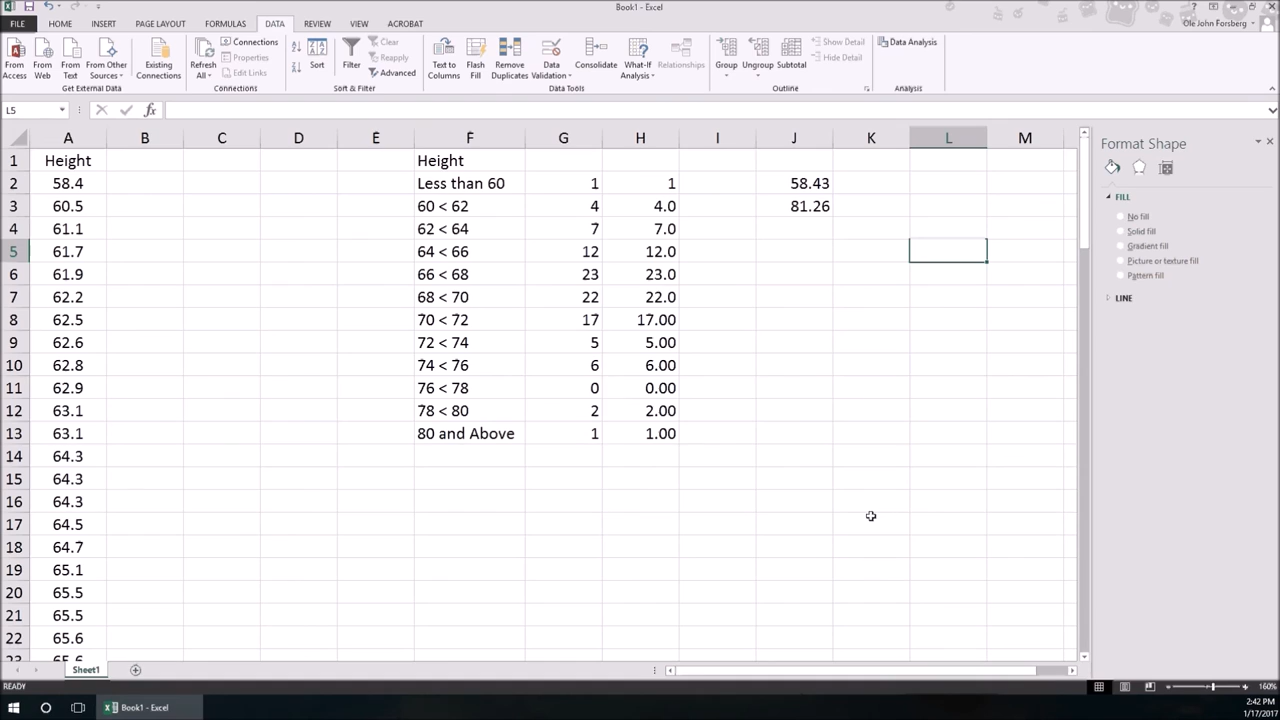 Book1 - Excel
Ole John Forsberg
FILE HOME INSERT PAGE LAYOUT FORMULAS DATA REVIEW VIEW ACROBAT
From Access
From Web
From Text
From Other Sources
Existing Connections
Get External Data
Refresh All
Connections
Properties
Edit Links
Connections
Sort
Filter
Clear
Reapply
Advanced
Sort & Filter
Text to Columns
Flash Fill
Remove Duplicates
Data Validation
Consolidate
What-If Analysis
Relationships
Data Tools
Group
Ungroup
Subtotal
Show Detail
Hide Detail
Outline
Data Analysis
Analysis
L5 fx
A B C D E F G H I J K L M
1 Height Height
2 58.4 Less than 60 1 1 58.43
3 60.5 60 < 62 4 4.0 81.26
4 61.1 62 < 64 7 7.0
5 61.7 64 < 66 12 12.0
6 61.9 66 < 68 23 23.0
7 62.2 68 < 70 22 22.0
8 62.5 70 < 72 17 17.00
9 62.6 72 < 74 5 5.00
10 62.8 74 < 76 6 6.00
11 62.9 76 < 78 0 0.00
12 63.1 78 < 80 2 2.00
13 63.1 80 and Above 1 1.00
14 64.3
15 64.3
16 64.3
17 64.5
18 64.7
19 65.1
20 65.5
21 65.5
22 65.6
23 65.6
Format Shape
FILL
No fill
Solid fill
Gradient fill
Picture or texture fill
Pattern fill
LINE
Sheet1
READY
160%
Book1 - Excel
2:42 PM
1/17/2017